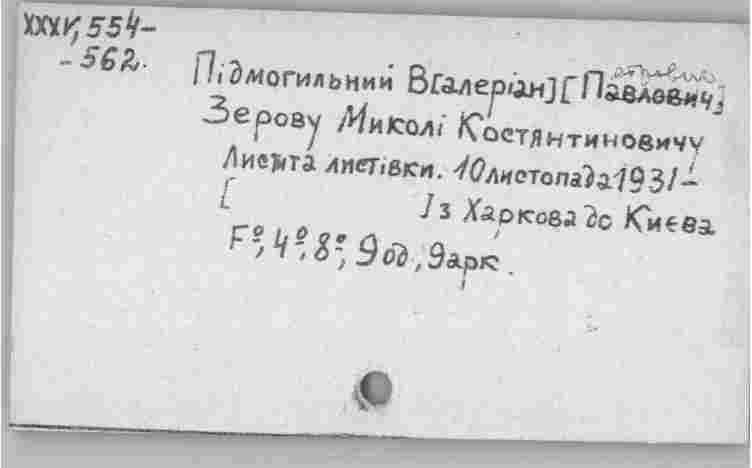 XXXV, 554–
– 562.
етрович
Підмогильний В[алеріан] [Павлович]
Зерову Миколі Костянтиновичу
Листи та листівки. 10 листопада 1931–
[ ] з Харкова до Києва
F°, 4°, 8°, 9 од., 9 арк.